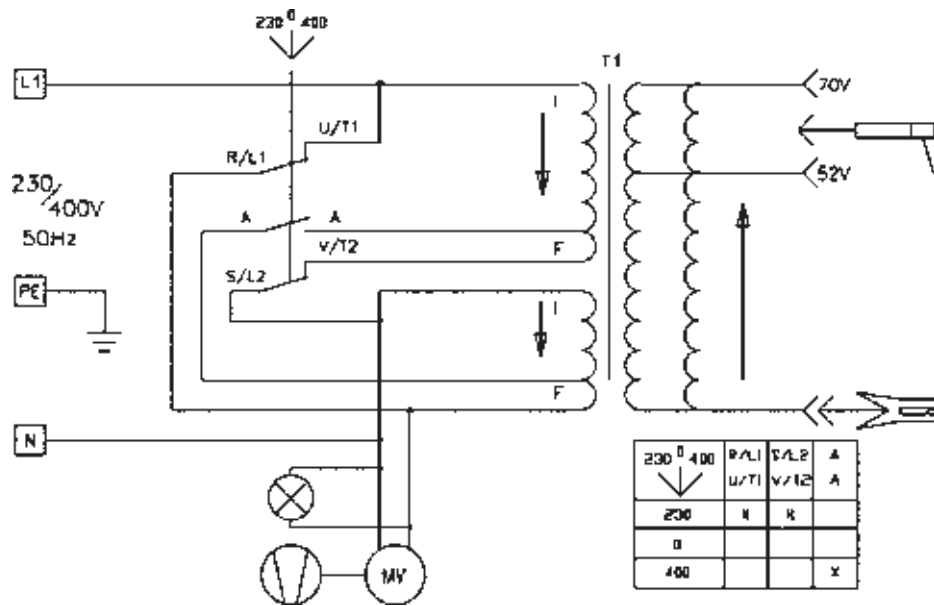 230 0 400
T1
L1
I
70V
U/T1
R/L1
230/400V
50Hz
52V
A A
V/T2
F
S/L2
PE
I
F
N
MV
230 0 400 R/L1 S/L2 A
U/T1 V/T2 A
230 X X
0
400 X